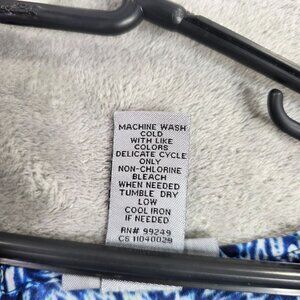 MACHINE WASH
COLD
WITH LIKE
COLORS
DELICATE CYCLE
ONLY
NON-CHLORINE
BLEACH
WHEN NEEDED
TUMBLE DRY
LOW
COOL IRON
IF NEEDED
RN# 99249
CS 11040029